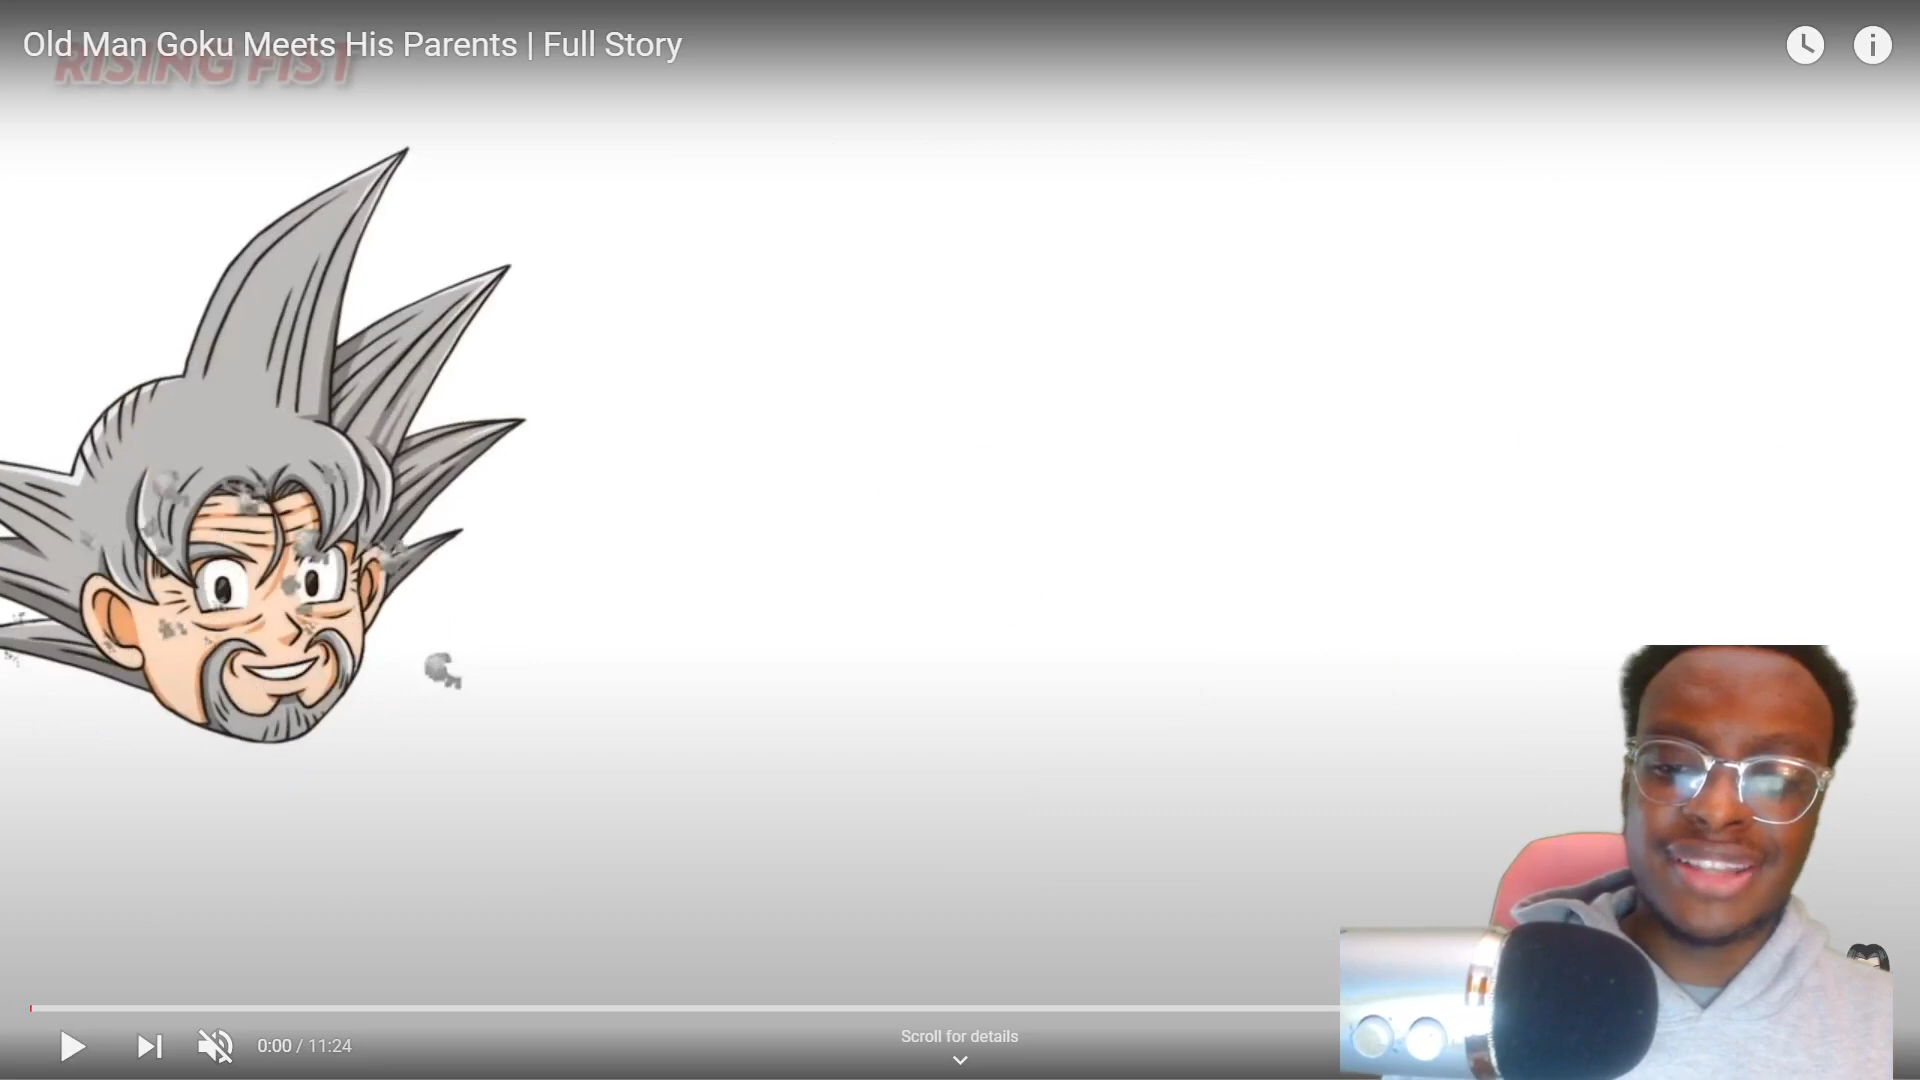 Old Man Goku Meets His Parents | Full Story
RISING FIST
Scroll for details
0:00 / 11:24